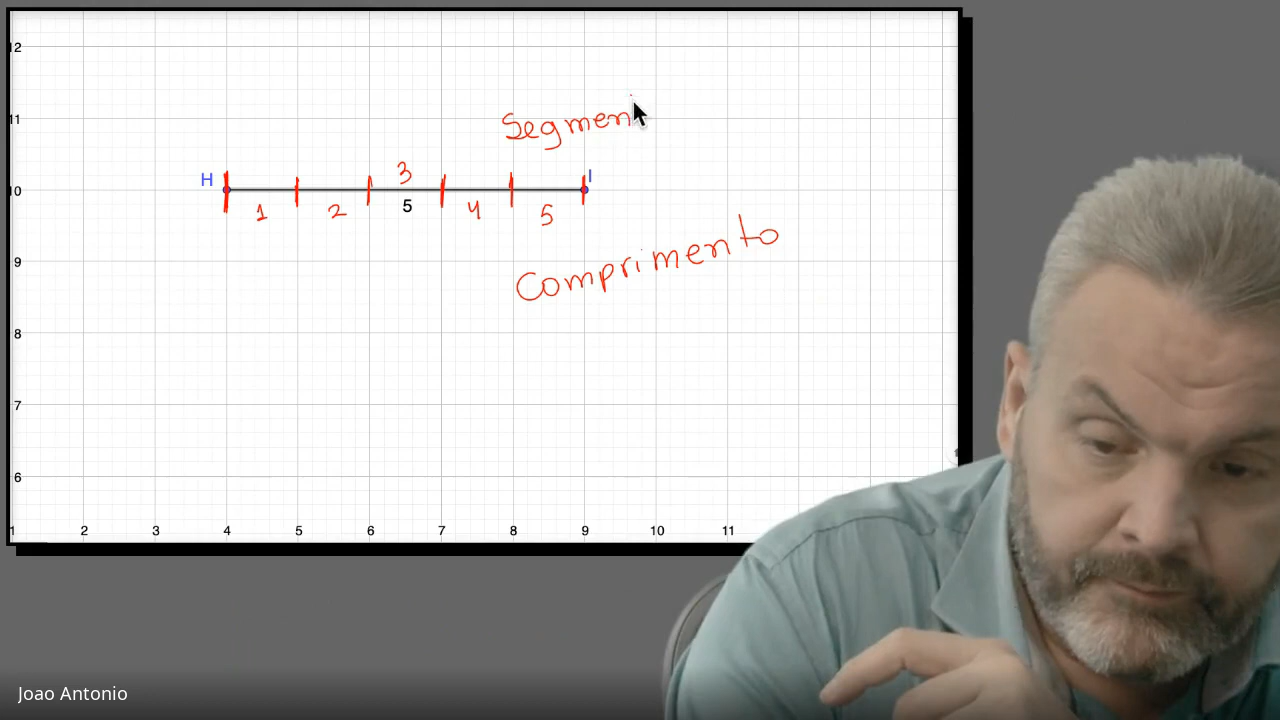 12
11
Segmen
H 3 I
10
1 2 5 4 5
Comprimento
9
8
7
6
1 2 3 4 5 6 7 8 9 10 11
Joao Antonio